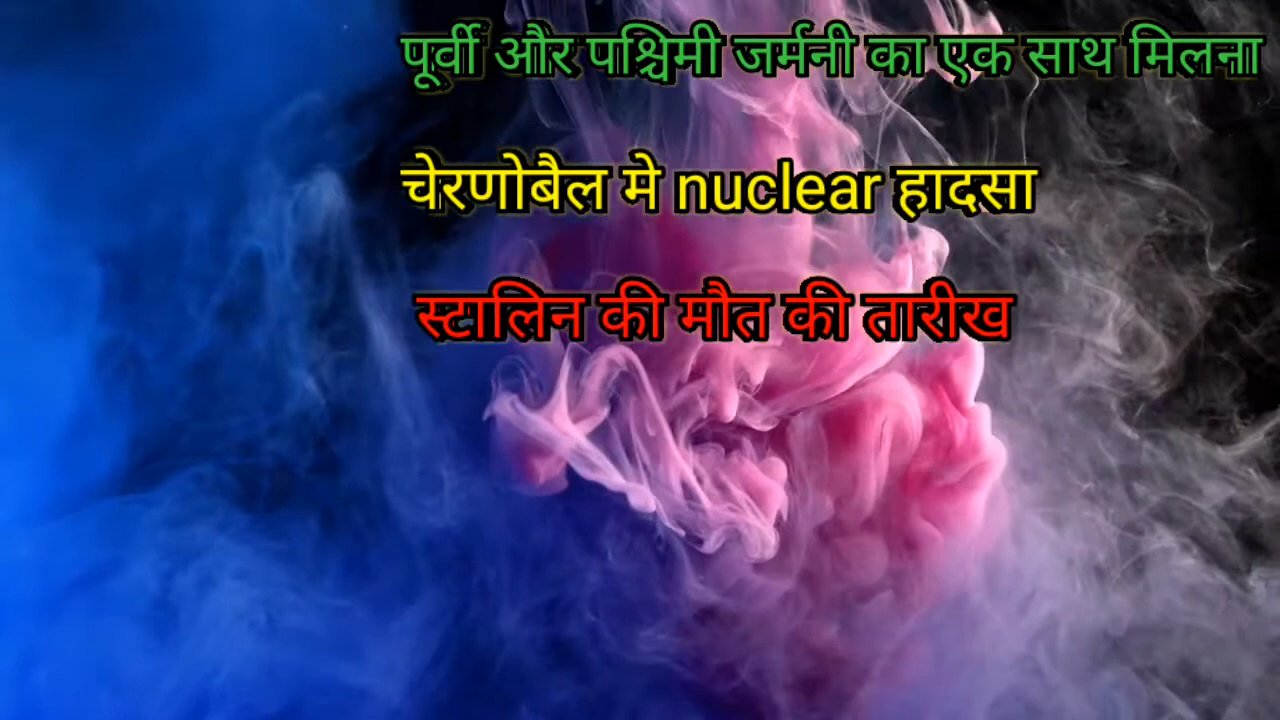 पूर्वी और पश्चिमी जर्मनी का एक साथ मिलना
चेरणोबैल मे nuclear हादसा
स्टालिन की मौत की तारीख